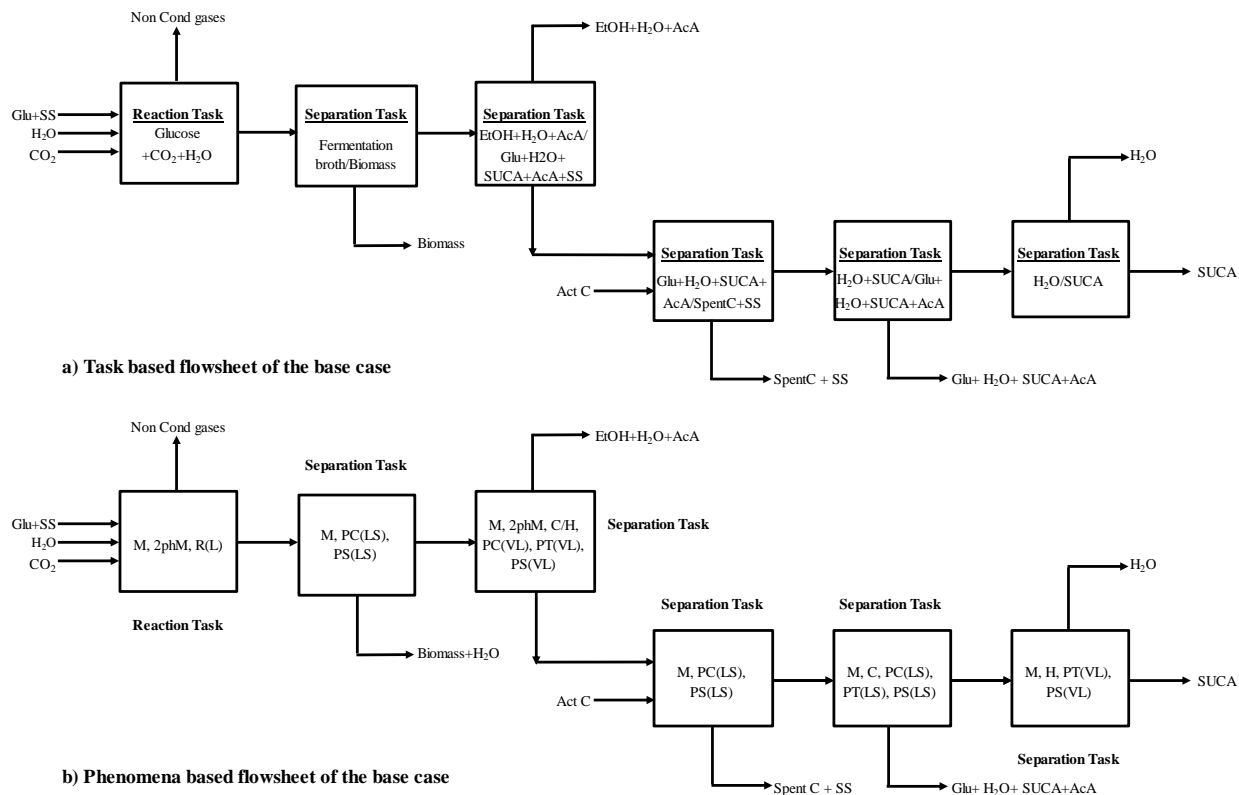 Non Cond gases
EtOH+H₂O+AcA
Glu+SS
H₂O
CO₂
Reaction Task
Glucose
+CO₂+H₂O
Separation Task
Fermentation
broth/Biomass
Separation Task
EtOH+H₂O+AcA/
Glu+H2O+
SUCA+AcA+SS
Biomass
H₂O
Act C
Separation Task
Glu+H₂O+SUCA+
AcA/SpentC+SS
Separation Task
H₂O+SUCA/Glu+
H₂O+SUCA+AcA
Separation Task
H₂O/SUCA
SUCA
SpentC + SS
Glu+ H₂O+ SUCA+AcA
a) Task based flowsheet of the base case
Non Cond gases
EtOH+H₂O+AcA
Separation Task
Glu+SS
H₂O
CO₂
M, 2phM, R(L)
M, PC(LS),
PS(LS)
M, 2phM, C/H,
PC(VL), PT(VL),
PS(VL)
Separation Task
Reaction Task
Biomass+H₂O
Separation Task
Separation Task
H₂O
Act C
M, PC(LS),
PS(LS)
M, C, PC(LS),
PT(LS), PS(LS)
M, H, PT(VL),
PS(VL)
SUCA
Separation Task
Spent C + SS
Glu+ H₂O+ SUCA+AcA
b) Phenomena based flowsheet of the base case